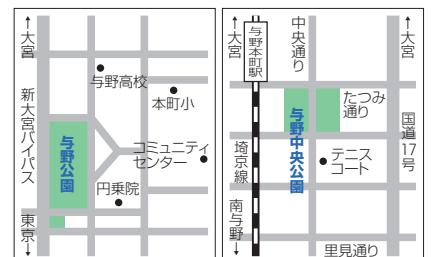 ↑大宮
与野高校
本町小
新大宮バイパス
与野公園
コミュニティ
センター
円乗院
東京↓
↑大宮
与野本町駅
中央通り
↑大宮
たつみ
通り
与野中央公園
国道17号
埼京線
テニス
コート
南与野↓
里見通り